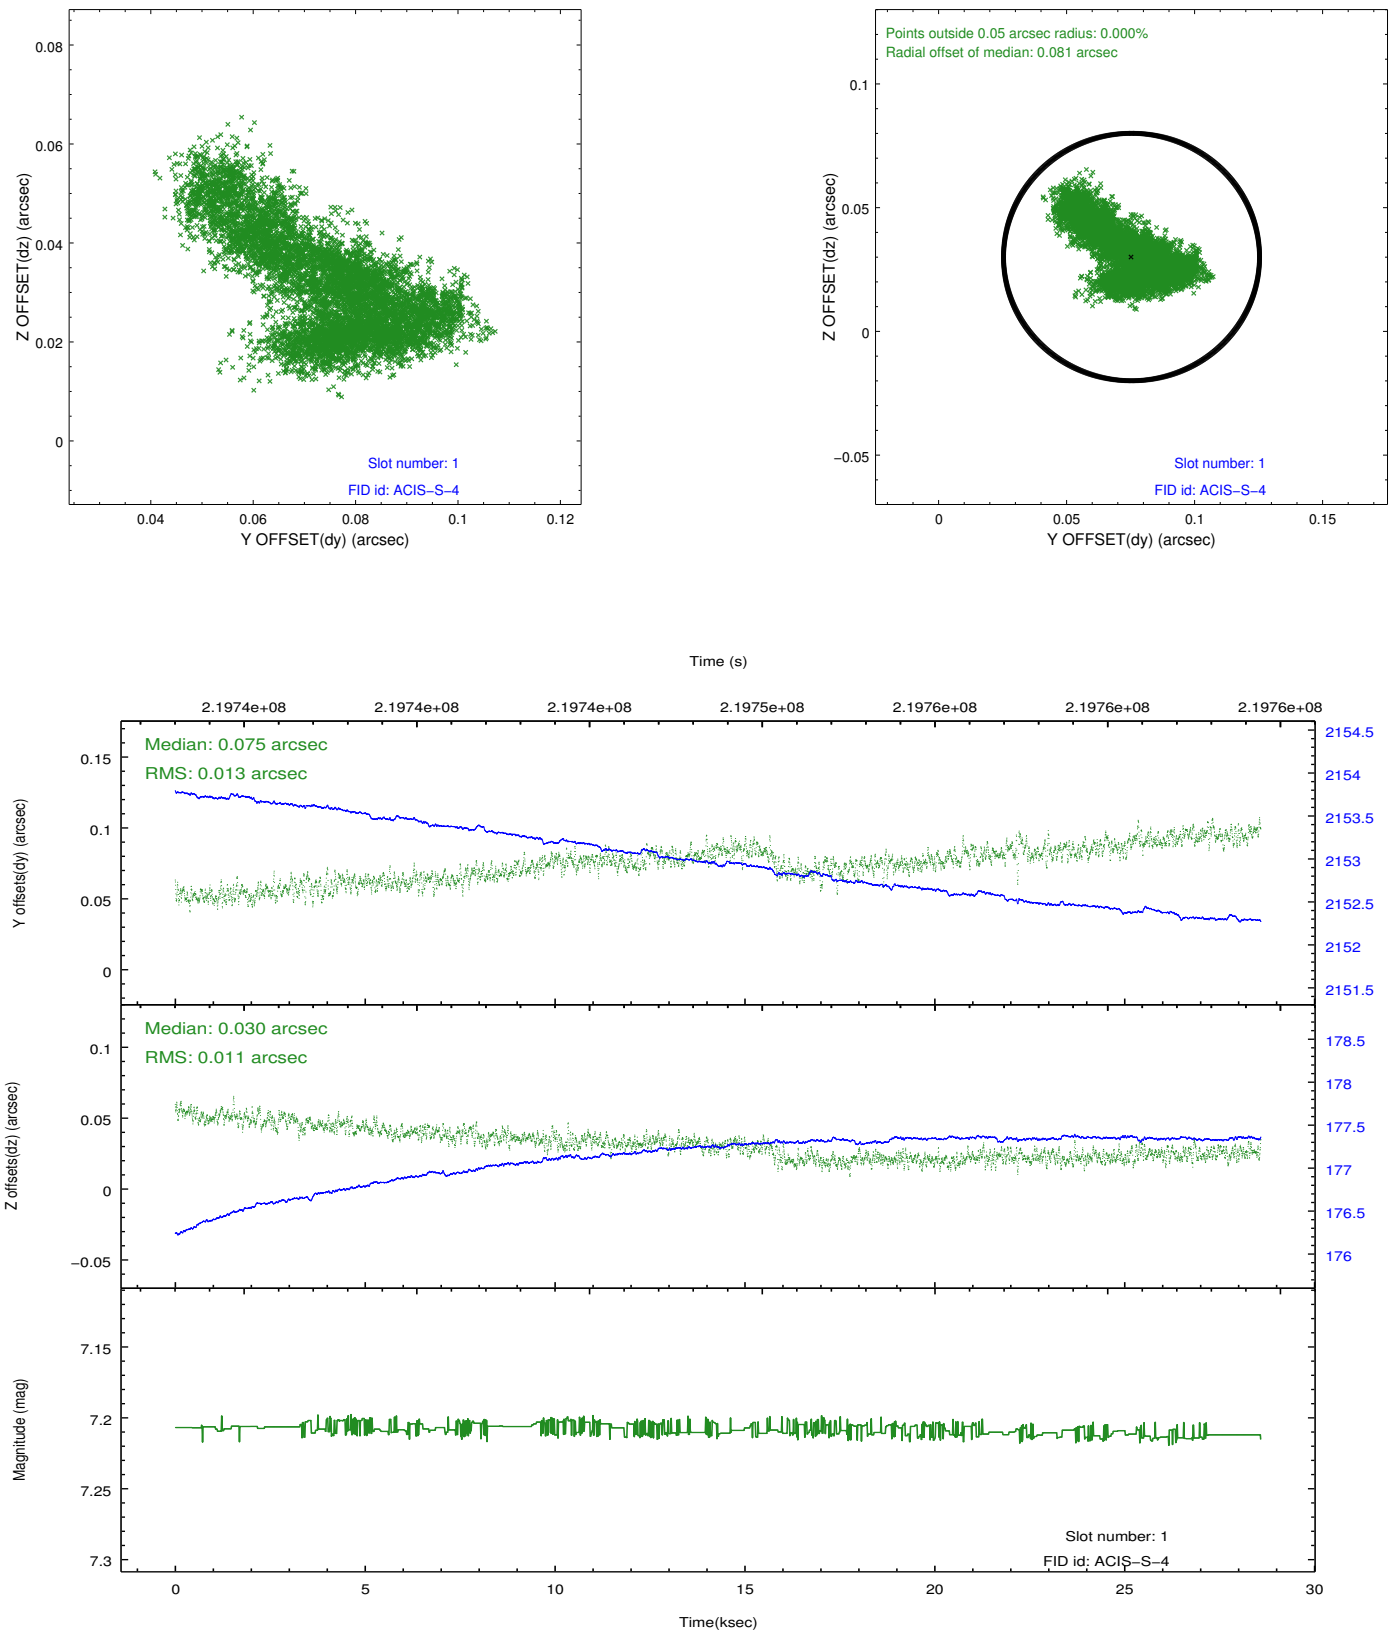 0.08
0.06
0.04
0.02
0
Z OFFSET(dz) (arcsec)
Slot number: 1
FID id: ACIS−S−4
0.04 0.06 0.08 0.1 0.12
Y OFFSET(dy) (arcsec)
Points outside 0.05 arcsec radius: 0.000%
Radial offset of median: 0.081 arcsec
0.1
0.05
0
−0.05
Z OFFSET(dz) (arcsec)
Slot number: 1
FID id: ACIS−S−4
0 0.05 0.1 0.15
Y OFFSET(dy) (arcsec)
Time (s)
2.1974e+08 2.1974e+08 2.1974e+08 2.1975e+08 2.1976e+08 2.1976e+08 2.1976e+08
Median: 0.075 arcsec
RMS: 0.013 arcsec
0.15
0.1
0.05
0
Y offsets(dy) (arcsec)
2154.5
2154
2153.5
2153
2152.5
2152
2151.5
Median: 0.030 arcsec
RMS: 0.011 arcsec
0.1
0.05
0
−0.05
Z offsets(dz) (arcsec)
178.5
178
177.5
177
176.5
176
7.15
7.2
7.25
7.3
Magnitude (mag)
Slot number: 1
FID id: ACIS−S−4
0 5 10 15 20 25 30
Time(ksec)